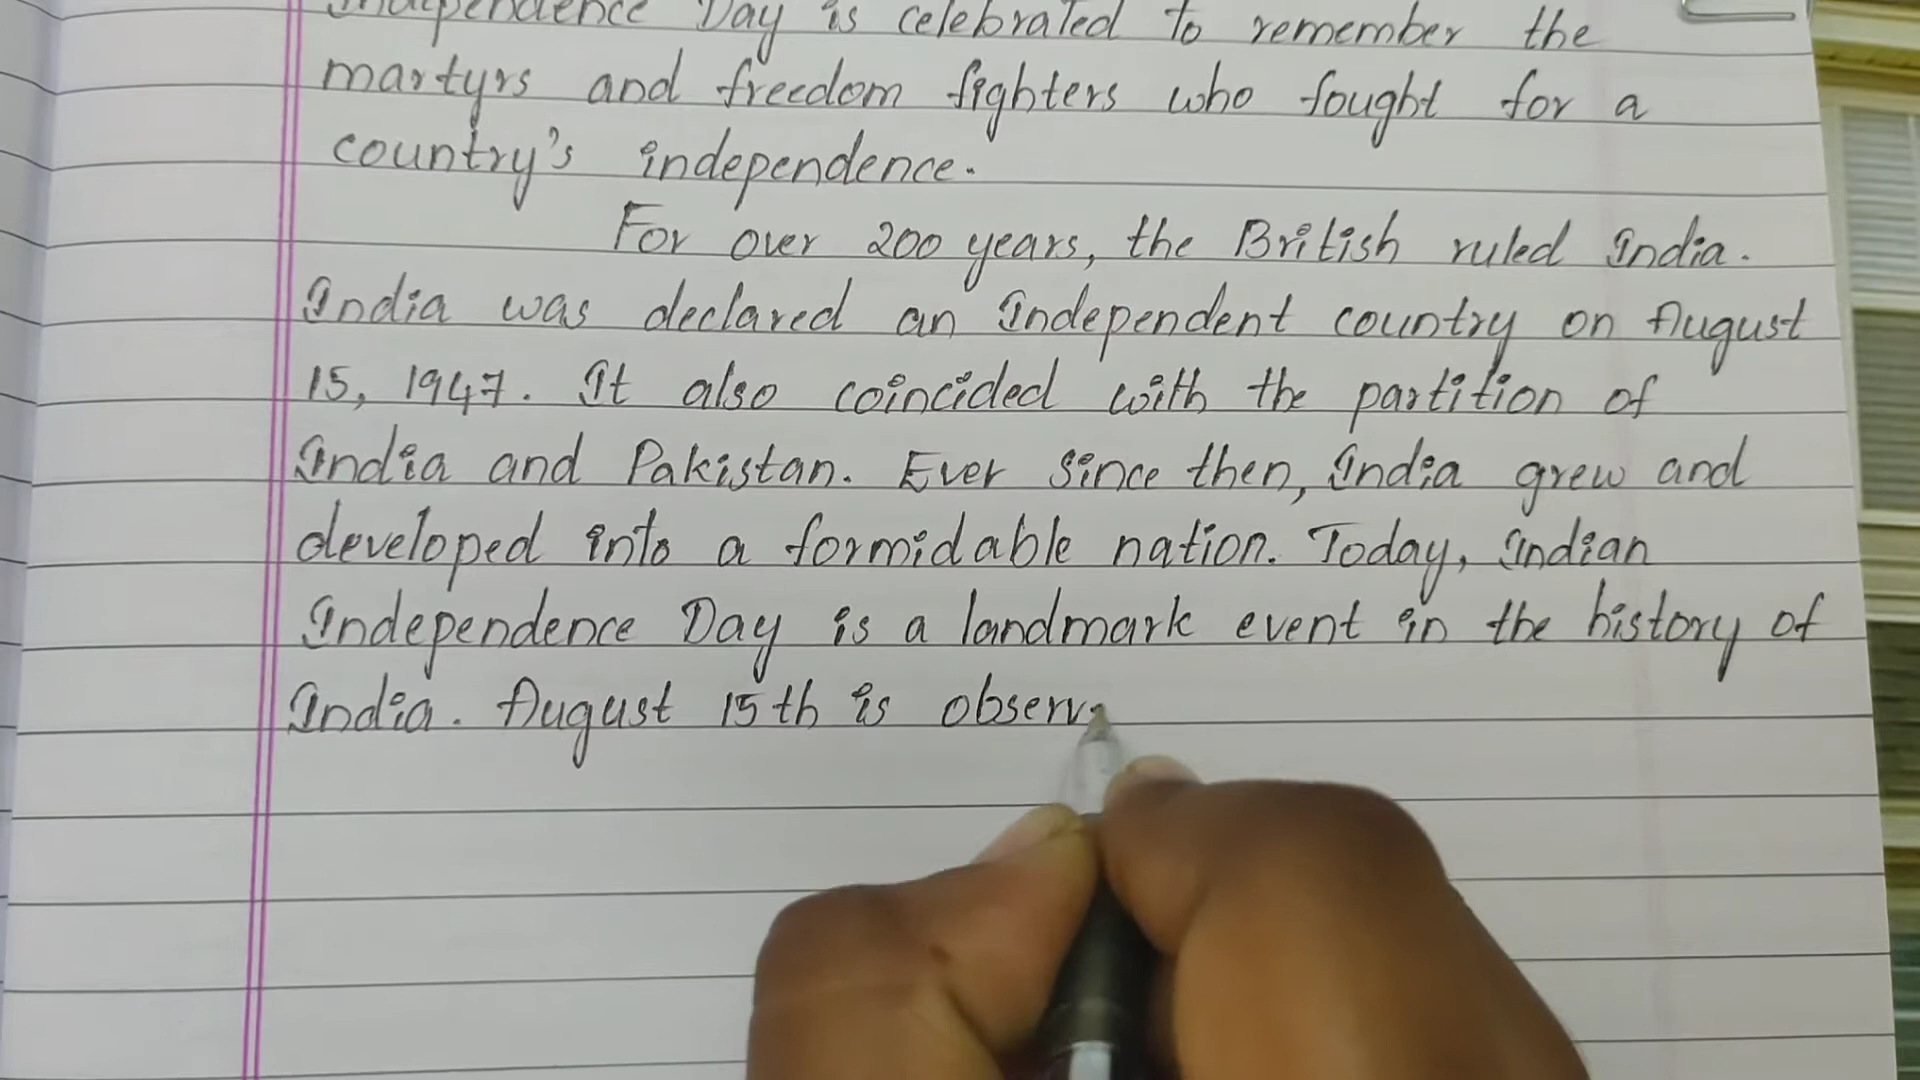 Independence Day is celebrated to remember the
martyrs and freedom fighters who fought for a
country's independence.
For over 200 years, the British ruled India.
India was declared an Independent country on August
15, 1947. It also coincided with the partition of
India and Pakistan. Ever since then, India grew and
developed into a formidable nation. Today, Indian
Independence Day is a landmark event in the history of
India. August 15th is observ